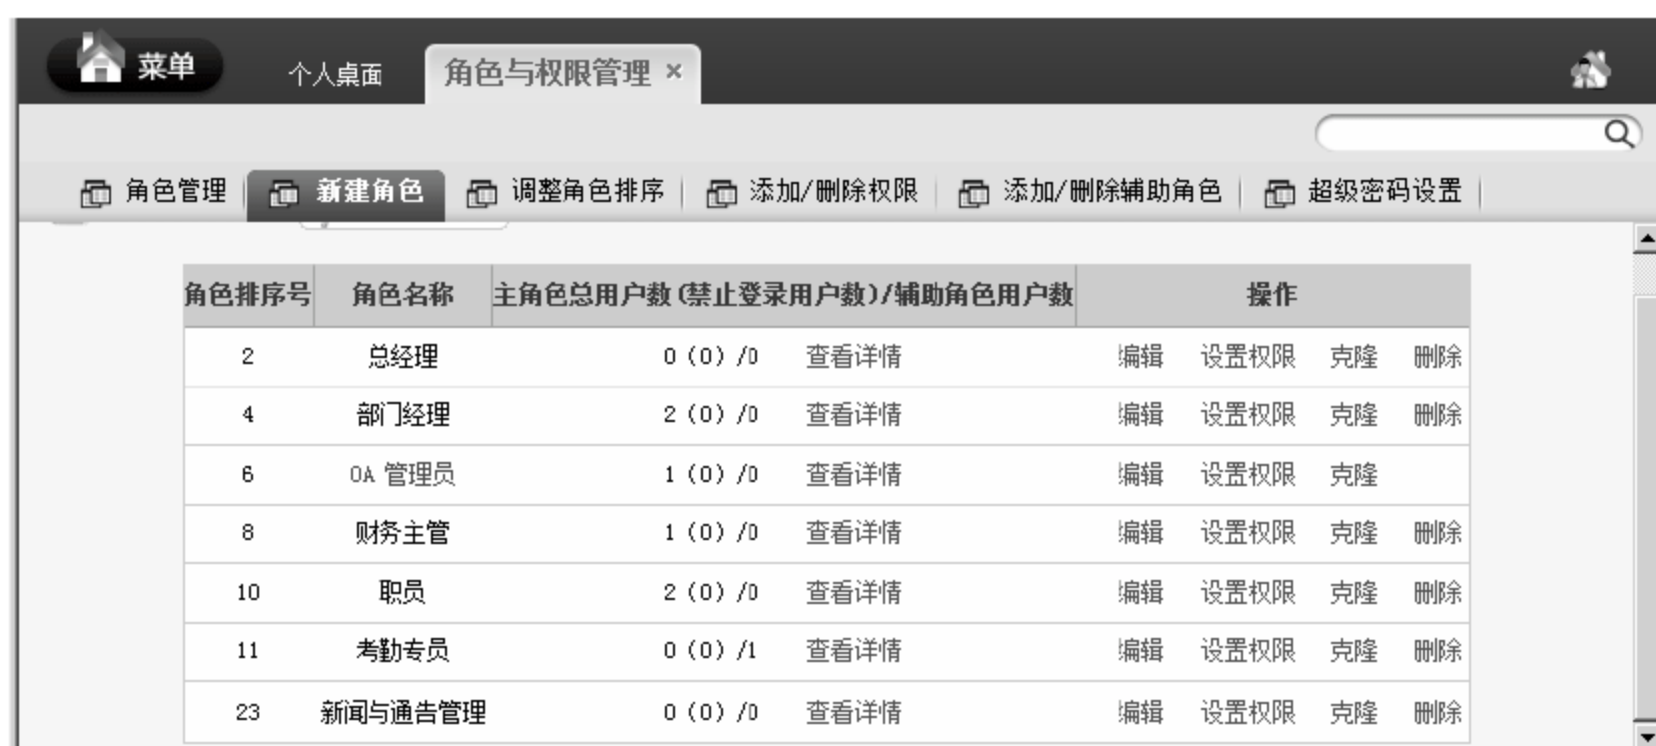 菜单 个人桌面 角色与权限管理 ×
角色管理 新建角色 调整角色排序 添加/删除权限 添加/删除辅助角色 超级密码设置
角色排序号 角色名称 主角色总用户数(禁止登录用户数)/辅助角色用户数 操作
2 总经理 0 (0) /0 查看详情 编辑 设置权限 克隆 删除
4 部门经理 2 (0) /0 查看详情 编辑 设置权限 克隆 删除
6 OA 管理员 1 (0) /0 查看详情 编辑 设置权限 克隆
8 财务主管 1 (0) /0 查看详情 编辑 设置权限 克隆 删除
10 职员 2 (0) /0 查看详情 编辑 设置权限 克隆 删除
11 考勤专员 0 (0) /1 查看详情 编辑 设置权限 克隆 删除
23 新闻与通告管理 0 (0) /0 查看详情 编辑 设置权限 克隆 删除